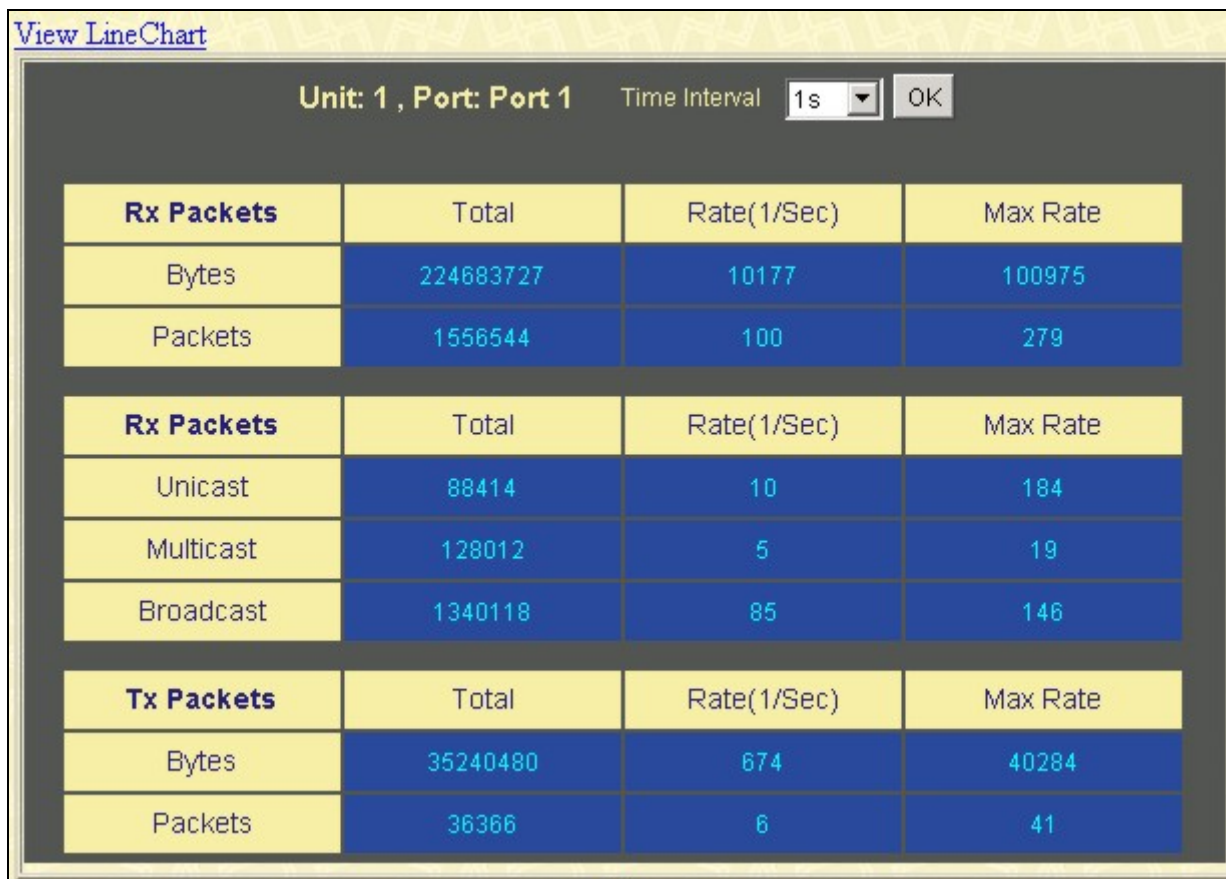 View LineChart
Unit: 1 , Port: Port 1 Time Interval 1s OK
Rx Packets Total Rate(1/Sec) Max Rate
Bytes 224683727 10177 100975
Packets 1556544 100 279
Rx Packets Total Rate(1/Sec) Max Rate
Unicast 88414 10 184
Multicast 128012 5 19
Broadcast 1340118 85 146
Tx Packets Total Rate(1/Sec) Max Rate
Bytes 35240480 674 40284
Packets 36366 6 41